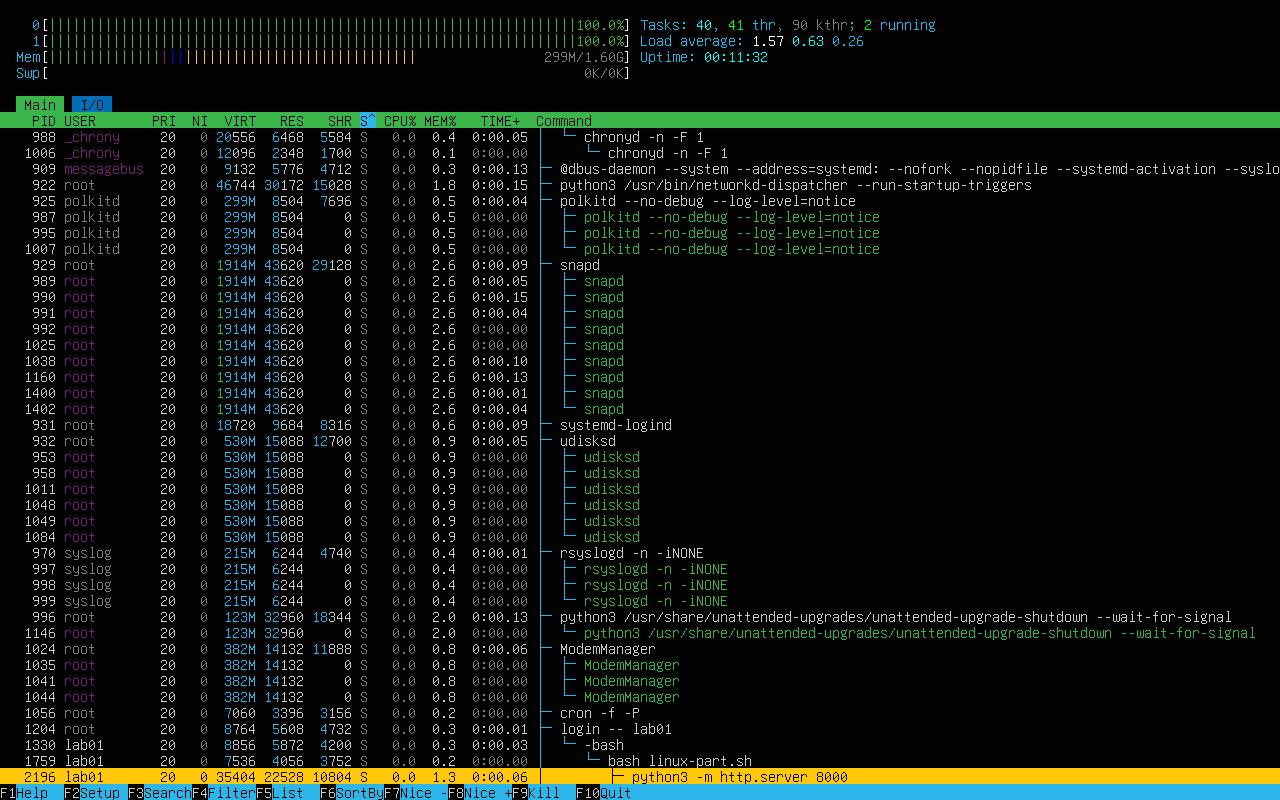 0[||||||||||||||||||||||||||||||||||||||||||||||||||||||||||||||||||100.0%] Tasks: 40, 41 thr, 90 kthr; 2 running
1[||||||||||||||||||||||||||||||||||||||||||||||||||||||||||||||||||100.0%] Load average: 1.57 0.63 0.26
Mem[||||||||||||||||||||||||||||||||||||||||||||||299M/1.60G] Uptime: 00:11:32
Swp[0K/0K]
Main I/O
PID USER PRI NI VIRT RES SHR S^ CPU% MEM% TIME+ Command
988 _chrony 20 0 20556 6468 5584 S 0.0 0.4 0:00.05 │ └─ chronyd -n -F 1
1006 _chrony 20 0 12096 2348 1700 S 0.0 0.1 0:00.00 │ └─ chronyd -n -F 1
909 messagebus 20 0 9132 5776 4712 S 0.0 0.3 0:00.13 ├─ @dbus-daemon --system --address=systemd: --nofork --nopidfile --systemd-activation --syslo
922 root 20 0 46744 30172 15028 S 0.0 1.8 0:00.15 ├─ python3 /usr/bin/networkd-dispatcher --run-startup-triggers
925 polkitd 20 0 299M 8504 7696 S 0.0 0.5 0:00.04 ├─ polkitd --no-debug --log-level=notice
987 polkitd 20 0 299M 8504 0 S 0.0 0.5 0:00.00 │ ├─ polkitd --no-debug --log-level=notice
995 polkitd 20 0 299M 8504 0 S 0.0 0.5 0:00.00 │ ├─ polkitd --no-debug --log-level=notice
1007 polkitd 20 0 299M 8504 0 S 0.0 0.5 0:00.00 │ └─ polkitd --no-debug --log-level=notice
929 root 20 0 1914M 43620 29128 S 0.0 2.6 0:00.09 ├─ snapd
989 root 20 0 1914M 43620 0 S 0.0 2.6 0:00.05 │ ├─ snapd
990 root 20 0 1914M 43620 0 S 0.0 2.6 0:00.15 │ ├─ snapd
991 root 20 0 1914M 43620 0 S 0.0 2.6 0:00.04 │ ├─ snapd
992 root 20 0 1914M 43620 0 S 0.0 2.6 0:00.00 │ ├─ snapd
1025 root 20 0 1914M 43620 0 S 0.0 2.6 0:00.00 │ ├─ snapd
1038 root 20 0 1914M 43620 0 S 0.0 2.6 0:00.10 │ ├─ snapd
1160 root 20 0 1914M 43620 0 S 0.0 2.6 0:00.13 │ ├─ snapd
1400 root 20 0 1914M 43620 0 S 0.0 2.6 0:00.01 │ ├─ snapd
1402 root 20 0 1914M 43620 0 S 0.0 2.6 0:00.04 │ └─ snapd
931 root 20 0 18720 9684 8316 S 0.0 0.6 0:00.09 ├─ systemd-logind
932 root 20 0 530M 15088 12700 S 0.0 0.9 0:00.05 ├─ udisksd
953 root 20 0 530M 15088 0 S 0.0 0.9 0:00.00 │ ├─ udisksd
958 root 20 0 530M 15088 0 S 0.0 0.9 0:00.00 │ ├─ udisksd
1011 root 20 0 530M 15088 0 S 0.0 0.9 0:00.00 │ ├─ udisksd
1048 root 20 0 530M 15088 0 S 0.0 0.9 0:00.00 │ ├─ udisksd
1049 root 20 0 530M 15088 0 S 0.0 0.9 0:00.00 │ ├─ udisksd
1084 root 20 0 530M 15088 0 S 0.0 0.9 0:00.00 │ └─ udisksd
970 syslog 20 0 215M 6244 4740 S 0.0 0.4 0:00.01 ├─ rsyslogd -n -iNONE
997 syslog 20 0 215M 6244 0 S 0.0 0.4 0:00.00 │ ├─ rsyslogd -n -iNONE
998 syslog 20 0 215M 6244 0 S 0.0 0.4 0:00.00 │ ├─ rsyslogd -n -iNONE
999 syslog 20 0 215M 6244 0 S 0.0 0.4 0:00.00 │ └─ rsyslogd -n -iNONE
996 root 20 0 123M 32960 18344 S 0.0 2.0 0:00.13 ├─ python3 /usr/share/unattended-upgrades/unattended-upgrade-shutdown --wait-for-signal
1146 root 20 0 123M 32960 0 S 0.0 2.0 0:00.00 │ └─ python3 /usr/share/unattended-upgrades/unattended-upgrade-shutdown --wait-for-signal
1024 root 20 0 382M 14132 11888 S 0.0 0.8 0:00.06 ├─ ModemManager
1035 root 20 0 382M 14132 0 S 0.0 0.8 0:00.00 │ ├─ ModemManager
1041 root 20 0 382M 14132 0 S 0.0 0.8 0:00.00 │ ├─ ModemManager
1044 root 20 0 382M 14132 0 S 0.0 0.8 0:00.00 │ └─ ModemManager
1056 root 20 0 7060 3396 3156 S 0.0 0.2 0:00.00 ├─ cron -f -P
1204 root 20 0 8764 5608 4732 S 0.0 0.3 0:00.01 ├─ login -- lab01
1330 lab01 20 0 8856 5872 4200 S 0.0 0.3 0:00.03 │ └─ -bash
1759 lab01 20 0 7536 4056 3752 S 0.0 0.2 0:00.00 │ └─ bash linux-part.sh
2196 lab01 20 0 35404 22528 10804 S 0.0 1.3 0:00.06 │ ├─ python3 -m http.server 8000
F1Help F2Setup F3SearchF4FilterF5List F6SortByF7Nice -F8Nice +F9Kill F10Quit